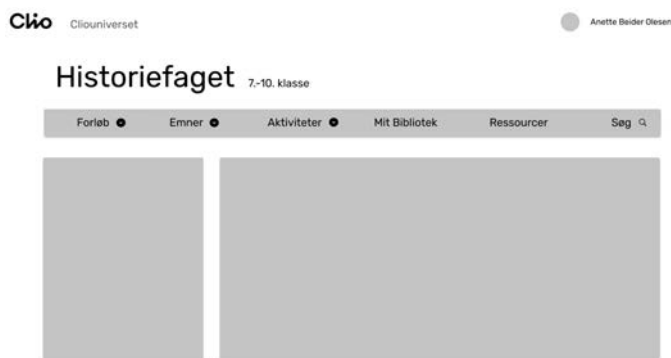 Clio Cliouniverset Anette Beider Olesen
Historiefaget 7.-10. klasse
Forløb Emner Aktiviteter Mit Bibliotek Ressourcer Søg